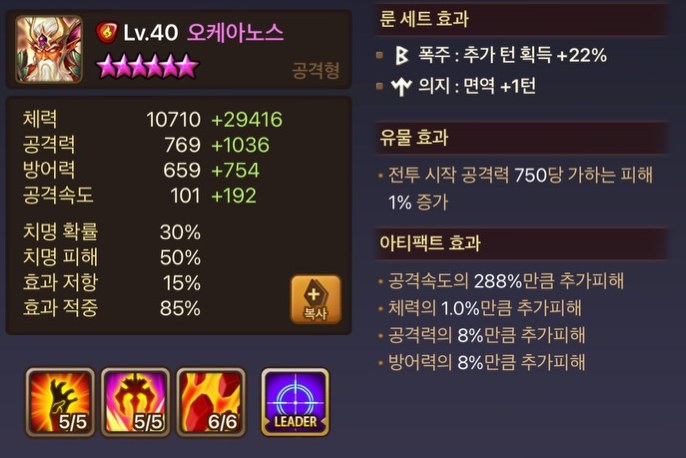 Lv.40 오케아노스
공격형
체력 10710 +29416
공격력 769 +1036
방어력 659 +754
공격속도 101 +192
치명 확률 30%
치명 피해 50%
효과 저항 15%
효과 적중 85%
복사
5/5 5/5 6/6 LEADER
룬 세트 효과
폭주 : 추가 턴 획득 +22%
의지 : 면역 +1턴
유물 효과
전투 시작 공격력 750당 가하는 피해
1% 증가
아티팩트 효과
공격속도의 288%만큼 추가피해
체력의 1.0%만큼 추가피해
공격력의 8%만큼 추가피해
방어력의 8%만큼 추가피해